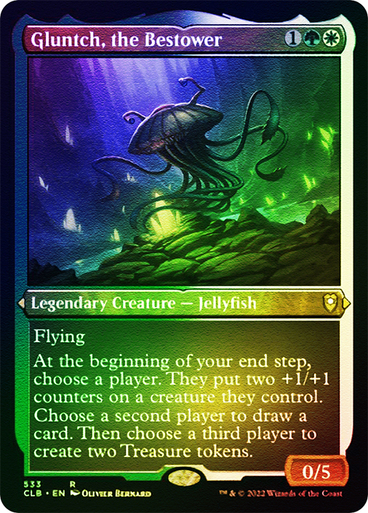 Gluntch, the Bestower 1
Legendary Creature — Jellyfish
Flying
At the beginning of your end step,
choose a player. They put two +1/+1
counters on a creature they control.
Choose a second player to draw a
card. Then choose a third player to
create two Treasure tokens.
0/5
533 R
CLB • EN Olivier Bernard ™ & © 2022 Wizards of the Coast